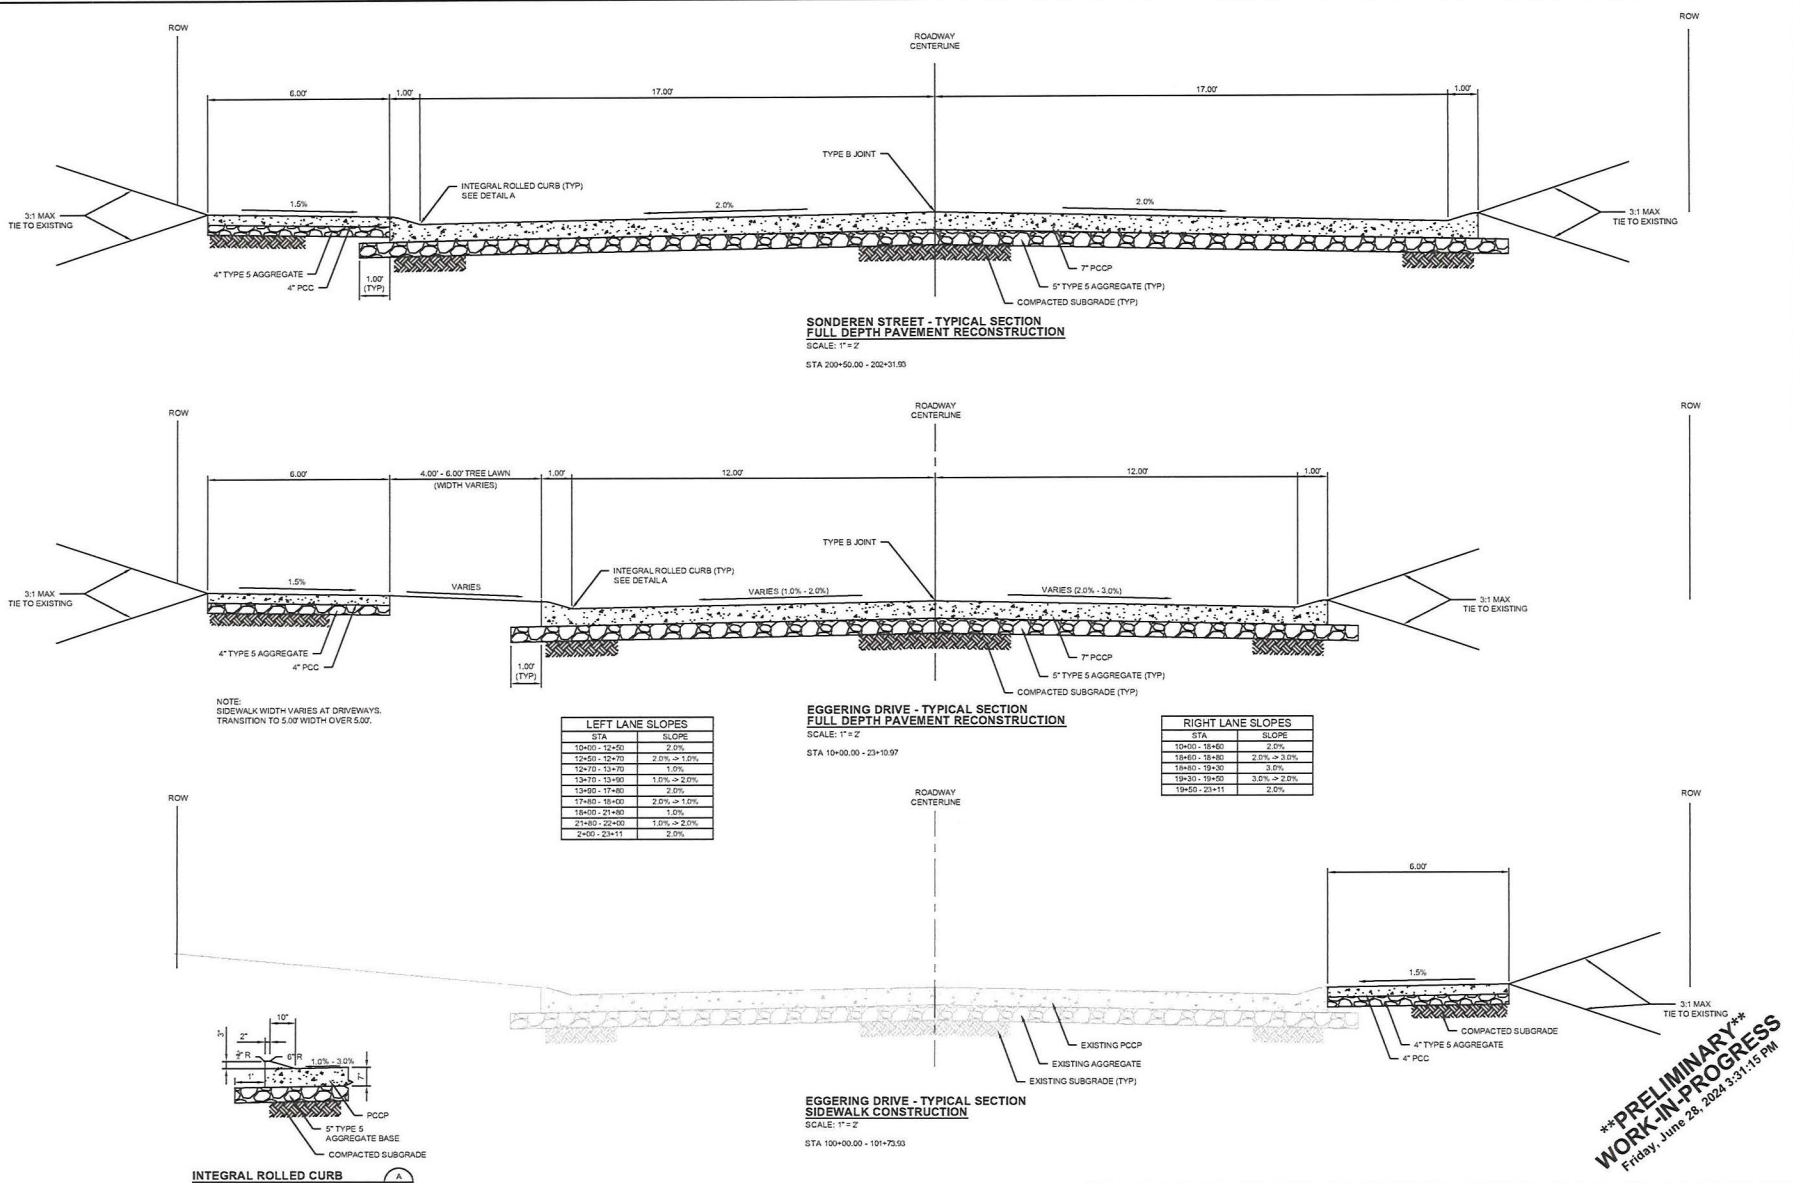 ROW
ROADWAY
CENTERLINE
ROW
6.00'
1.00'
17.00'
17.00'
1.00'
TYPE B JOINT
INTEGRAL ROLLED CURB (TYP)
SEE DETAIL A
1.5%
2.0%
2.0%
3:1 MAX
TIE TO EXISTING
3:1 MAX
TIE TO EXISTING
4" TYPE 5 AGGREGATE
4" PCC
1.00'
(TYP)
7" PCCP
5" TYPE 5 AGGREGATE (TYP)
COMPACTED SUBGRADE (TYP)
SONDEREN STREET - TYPICAL SECTION
FULL DEPTH PAVEMENT RECONSTRUCTION
SCALE: 1" = 2'
STA 200+50.00 - 202+31.93
ROW
ROADWAY
CENTERLINE
ROW
6.00'
4.00' - 6.00' TREE LAWN
(WIDTH VARIES)
1.00'
12.00'
12.00'
1.00'
TYPE B JOINT
INTEGRAL ROLLED CURB (TYP)
SEE DETAIL A
1.5%
VARIES
VARIES (1.0% - 2.0%)
VARIES (2.0% - 3.0%)
3:1 MAX
TIE TO EXISTING
3:1 MAX
TIE TO EXISTING
4" TYPE 5 AGGREGATE
4" PCC
1.00'
(TYP)
7" PCCP
5" TYPE 5 AGGREGATE (TYP)
COMPACTED SUBGRADE (TYP)
NOTE:
SIDEWALK WIDTH VARIES AT DRIVEWAYS.
TRANSITION TO 5.00' WIDTH OVER 5.00'.
EGGERING DRIVE - TYPICAL SECTION
FULL DEPTH PAVEMENT RECONSTRUCTION
SCALE: 1" = 2'
STA 10+00.00 - 23+10.97
LEFT LANE SLOPES
STA SLOPE
10+00 - 12+50 2.0%
12+50 - 12+70 2.0% -> 1.0%
12+70 - 13+70 1.0%
13+70 - 13+90 1.0% -> 2.0%
13+90 - 17+80 2.0%
17+80 - 18+00 2.0% -> 1.0%
18+00 - 21+80 1.0%
21+80 - 22+00 1.0% -> 2.0%
2+00 - 23+11 2.0%
RIGHT LANE SLOPES
STA SLOPE
10+00 - 18+60 2.0%
18+60 - 18+80 2.0% -> 3.0%
18+80 - 19+30 3.0%
19+30 - 19+50 3.0% -> 2.0%
19+50 - 23+11 2.0%
ROW
ROADWAY
CENTERLINE
ROW
6.00'
1.5%
3:1 MAX
TIE TO EXISTING
COMPACTED SUBGRADE
4" TYPE 5 AGGREGATE
4" PCC
EXISTING PCCP
EXISTING AGGREGATE
EXISTING SUBGRADE (TYP)
EGGERING DRIVE - TYPICAL SECTION
SIDEWALK CONSTRUCTION
SCALE: 1" = 2'
STA 100+00.00 - 101+73.93
10"
2"
3"
6" R
1.0% - 3.0%
1'
7"
PCCP
5" TYPE 5
AGGREGATE BASE
COMPACTED SUBGRADE
INTEGRAL ROLLED CURB
A
**PRELIMINARY**
WORK-IN-PROGRESS
Friday, June 28, 2024 3:31:15 PM